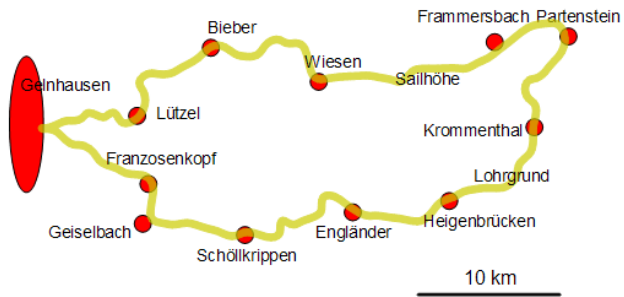 Frammersbach Partenstein
Bieber
Wiesen
Sailhöhe
Gelnhausen
Lützel
Krommenthal
Franzosenkopf
Lohrgrund
Geiselbach
Engländer
Heigenbrücken
Schöllkrippen
10 km